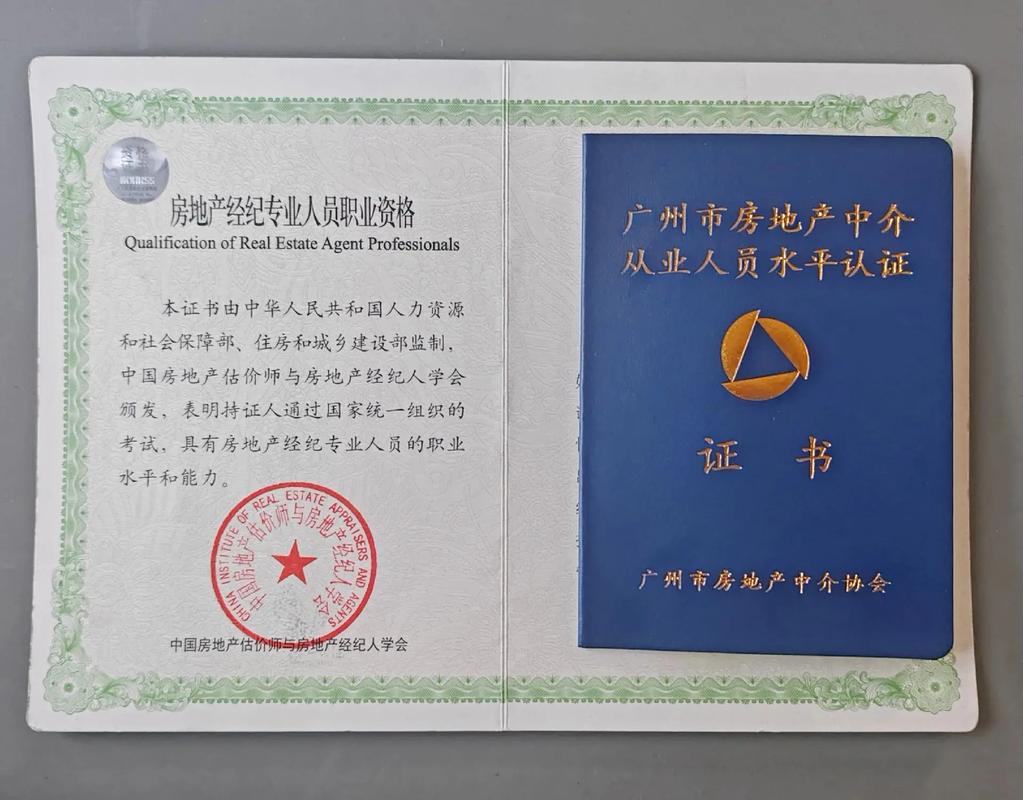 房地产经纪专业人员职业资格
Qualification of Real Estate Agent Professionals
本证书由中华人民共和国人力资源
和社会保障部、住房和城乡建设部监制，
中国房地产估价师与房地产经纪人学会
颁发，表明持证人通过国家统一组织的
考试，具有房地产经纪专业人员的职业
水平和能力。
CHINA INSTITUTE OF REAL ESTATE APPRAISERS AND AGENTS
中国房地产估价师与房地产经纪人学会
中国房地产估价师与房地产经纪人学会
广州市房地产中介
从业人员水平认证
证 书
广州市房地产中介协会